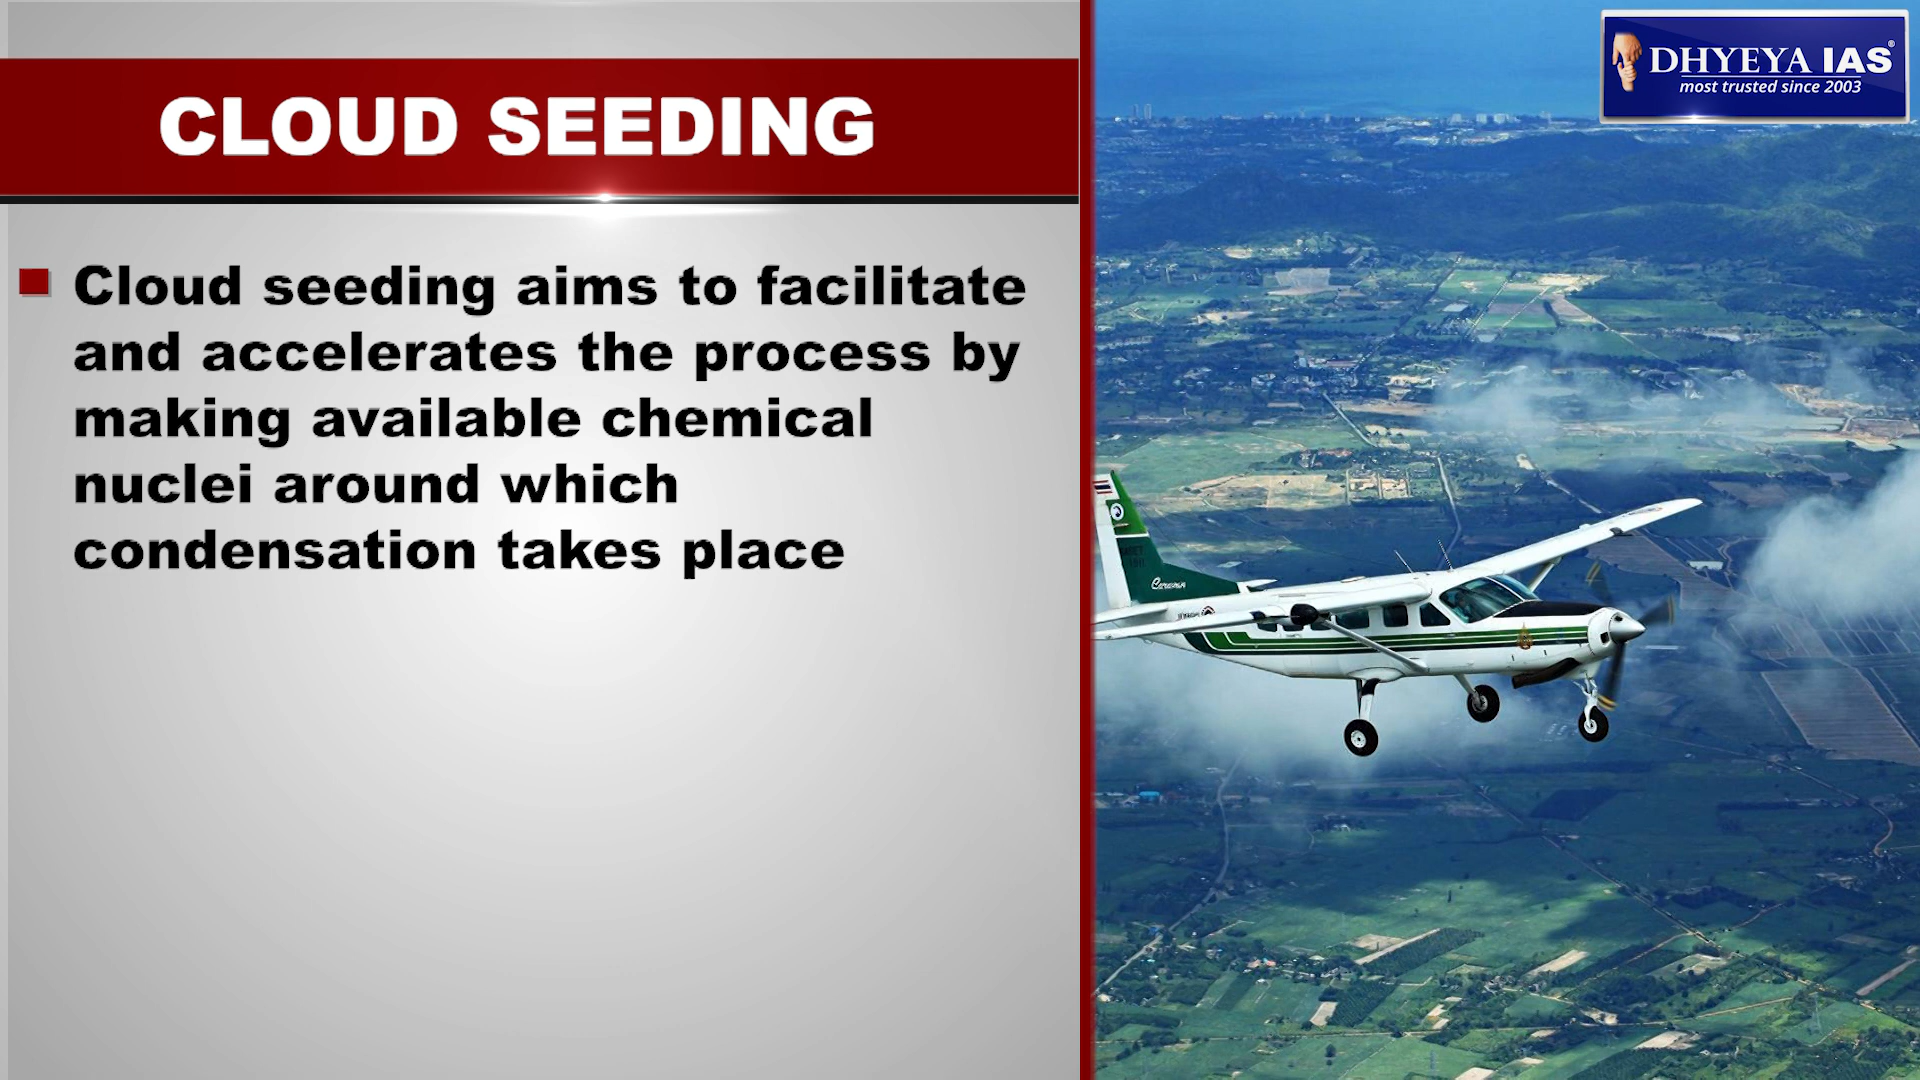 CLOUD SEEDING
Cloud seeding aims to facilitate
and accelerates the process by
making available chemical
nuclei around which
condensation takes place
DHYEYA IAS®
most trusted since 2003